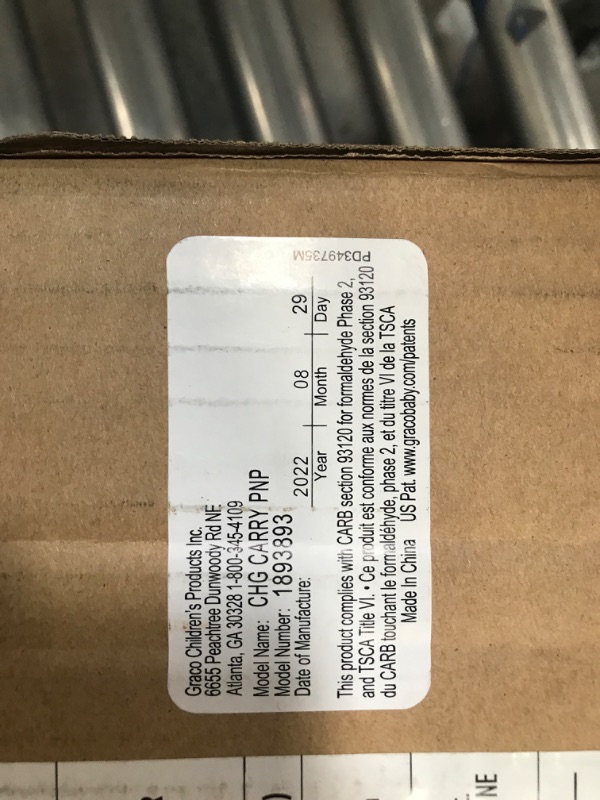 Graco Children's Products Inc.
6655 Peachtree Dunwoody Rd NE
Atlanta, GA 30328 1-800-345-4109
Model Name: CHG CARRY PNP
Model Number: 1893893
Date of Manufacture: 2022 08 29
Year Month Day
PD349735M
This product complies with CARB section 93120 for formaldehyde Phase 2,
and TSCA Title VI. • Ce produit est conforme aux normes de la section 93120
du CARB touchant le formaldéhyde, phase 2, et du titre VI de la TSCA
Made In China US Pat. www.gracobaby.com/patents
NE